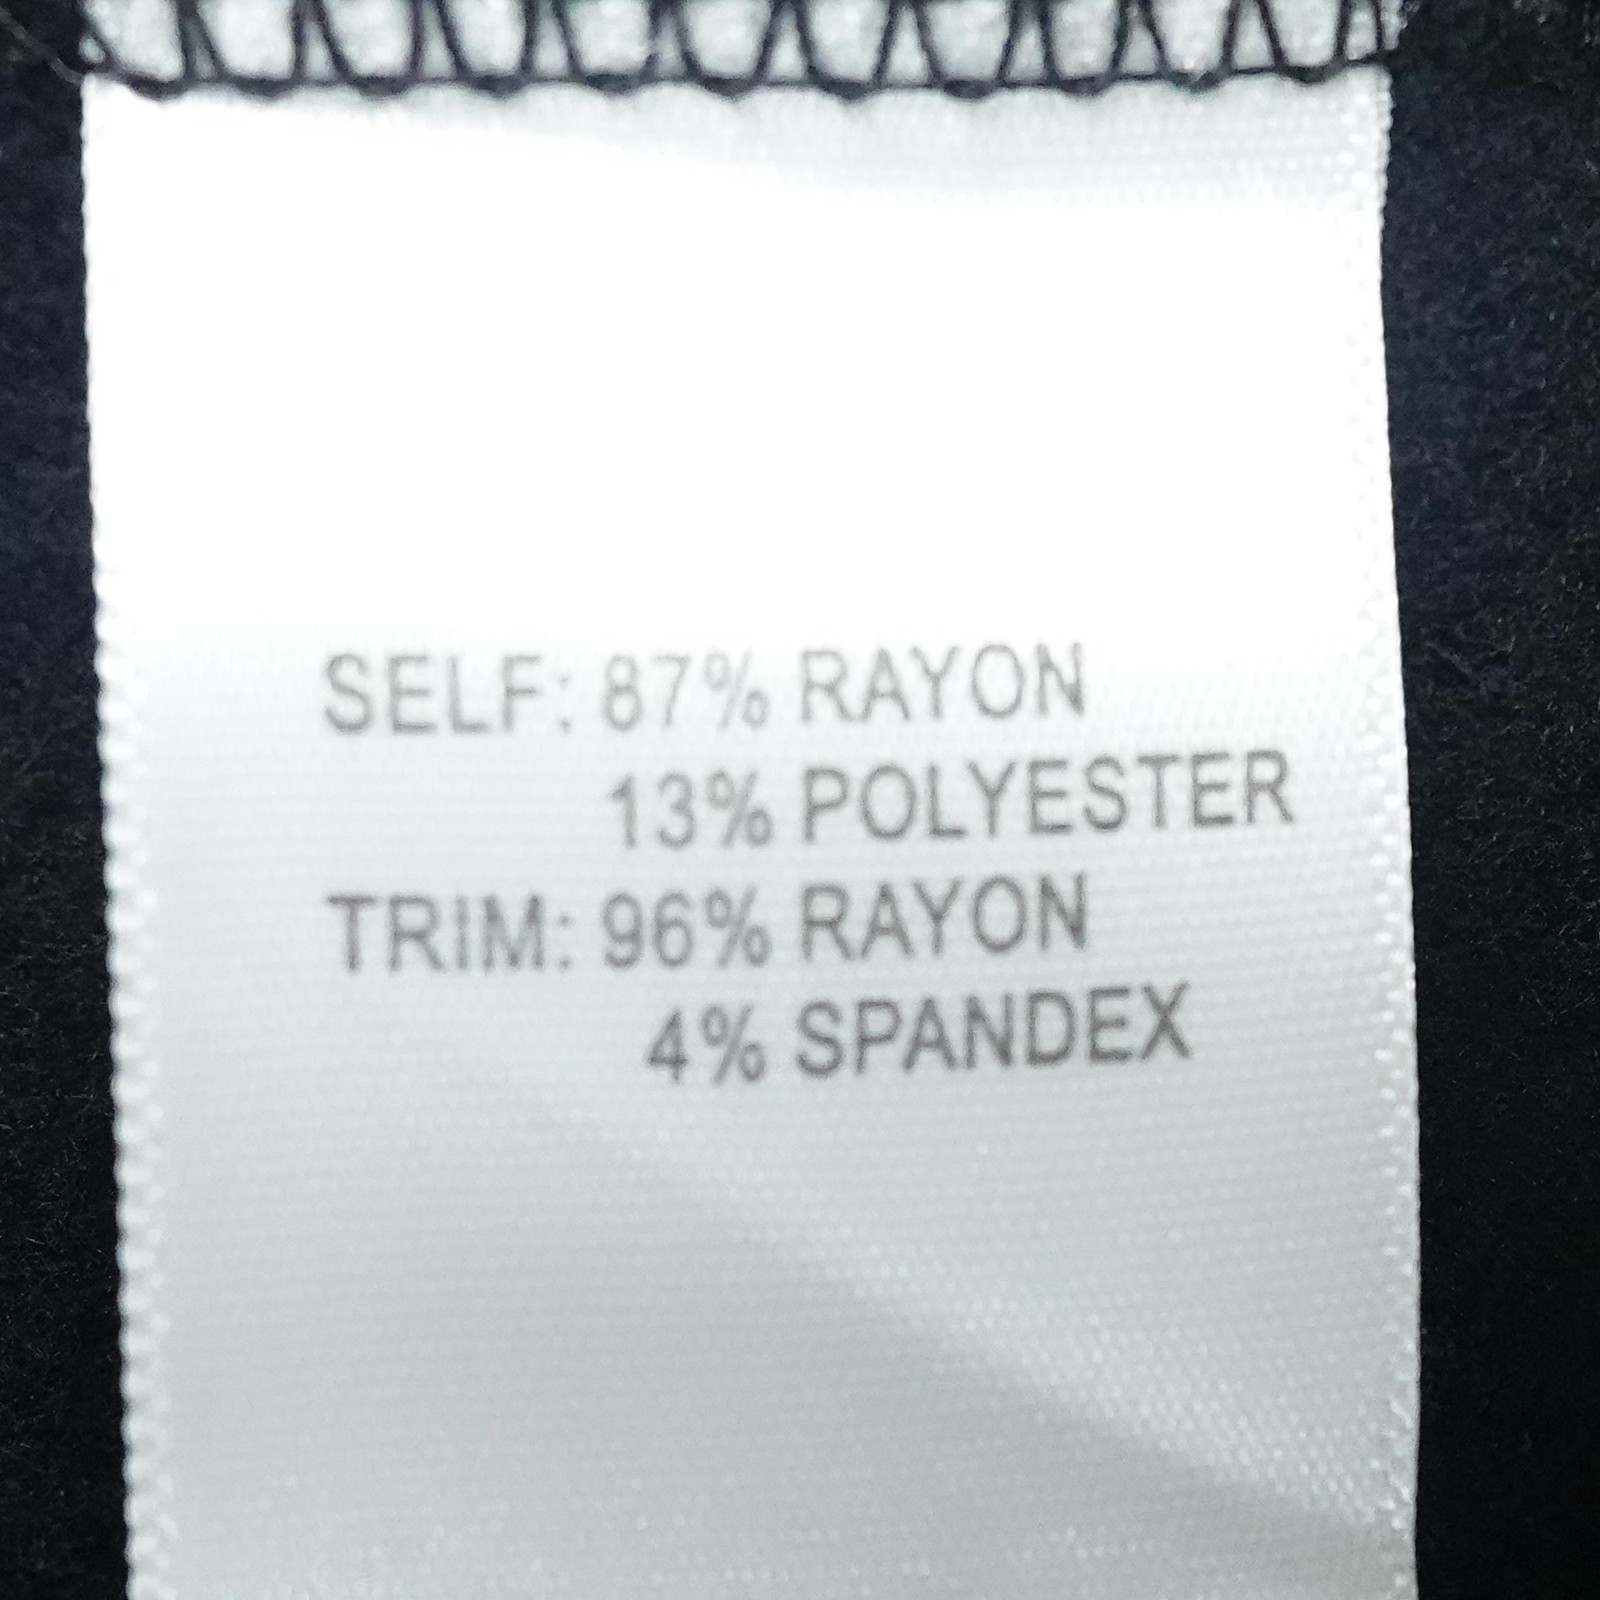 SELF: 87% RAYON
13% POLYESTER
TRIM: 96% RAYON
4% SPANDEX